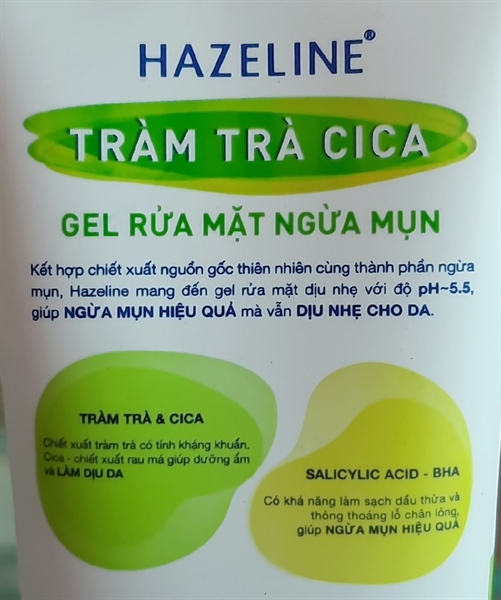 HAZELINE®
TRÀM TRÀ CICA
GEL RỬA MẶT NGỪA MỤN
Kết hợp chiết xuất nguồn gốc thiên nhiên cùng thành phần ngừa
mụn, Hazeline mang đến gel rửa mặt dịu nhẹ với độ pH~5.5,
giúp NGỪA MỤN HIỆU QUẢ mà vẫn DỊU NHẸ CHO DA.
TRÀM TRÀ & CICA
Chiết xuất tràm trà có tính kháng khuẩn.
Cica - chiết xuất rau má giúp dưỡng ẩm
và LÀM DỊU DA
SALICYLIC ACID - BHA
Có khả năng làm sạch dầu thừa và
thông thoáng lỗ chân lông,
giúp NGỪA MỤN HIỆU QUẢ